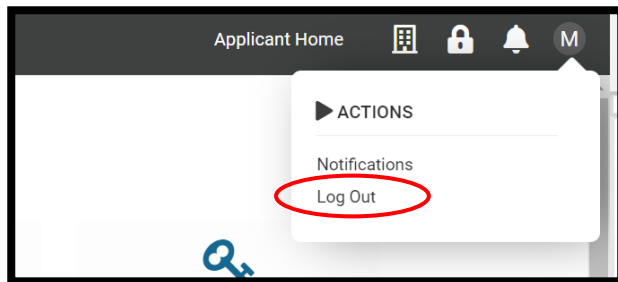 Applicant Home
M
ACTIONS
Notifications
Log Out